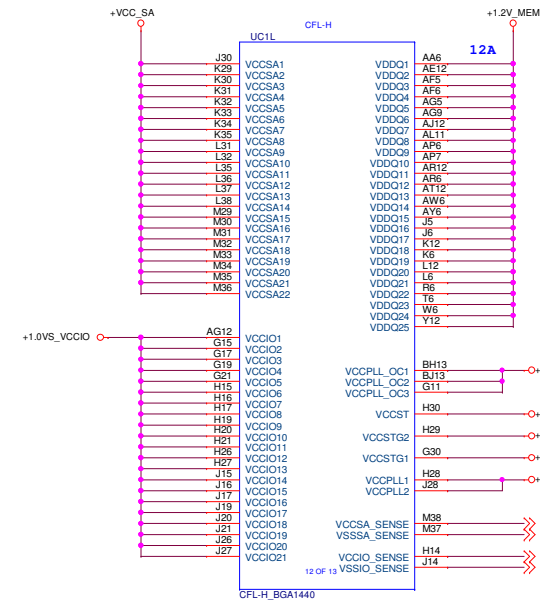 +VCC_SA
+1.2V_MEM
CFL-H
UC1L
12A
J30 VCCSA1
K29 VCCSA2
K30 VCCSA3
K31 VCCSA4
K32 VCCSA5
K33 VCCSA6
K34 VCCSA7
K35 VCCSA8
L31 VCCSA9
L32 VCCSA10
L35 VCCSA11
L36 VCCSA12
L37 VCCSA13
L38 VCCSA14
M29 VCCSA15
M30 VCCSA16
M31 VCCSA17
M32 VCCSA18
M33 VCCSA19
M34 VCCSA20
M35 VCCSA21
M36 VCCSA22
+1.0VS_VCCIO
AG12 VCCIO1
G15 VCCIO2
G17 VCCIO3
G19 VCCIO4
G21 VCCIO5
H15 VCCIO6
H16 VCCIO7
H17 VCCIO8
H19 VCCIO9
H20 VCCIO10
H21 VCCIO11
H26 VCCIO12
H27 VCCIO13
J15 VCCIO14
J16 VCCIO15
J17 VCCIO16
J19 VCCIO17
J20 VCCIO18
J21 VCCIO19
J26 VCCIO20
J27 VCCIO21
VDDQ1 AA6
VDDQ2 AE12
VDDQ3 AF5
VDDQ4 AF6
VDDQ5 AG5
VDDQ6 AG9
VDDQ7 AJ12
VDDQ8 AL11
VDDQ9 AP6
VDDQ10 AP7
VDDQ11 AR12
VDDQ12 AR6
VDDQ13 AT12
VDDQ14 AW6
VDDQ15 AY6
VDDQ16 J5
VDDQ17 J6
VDDQ18 K12
VDDQ19 K6
VDDQ20 L12
VDDQ21 L6
VDDQ22 R6
VDDQ23 T6
VDDQ24 W6
VDDQ25 Y12
VCCPLL_OC1 BH13
VCCPLL_OC2 BJ13
VCCPLL_OC3 G11
VCCST H30
+
VCCSTG2 H29
+
VCCSTG1 G30
+
VCCPLL1 H28
+
VCCPLL2 J28
+
VCCSA_SENSE M38
VSSSA_SENSE M37
VCCIO_SENSE H14
VSSIO_SENSE J14
12 OF 13
CFL-H_BGA1440